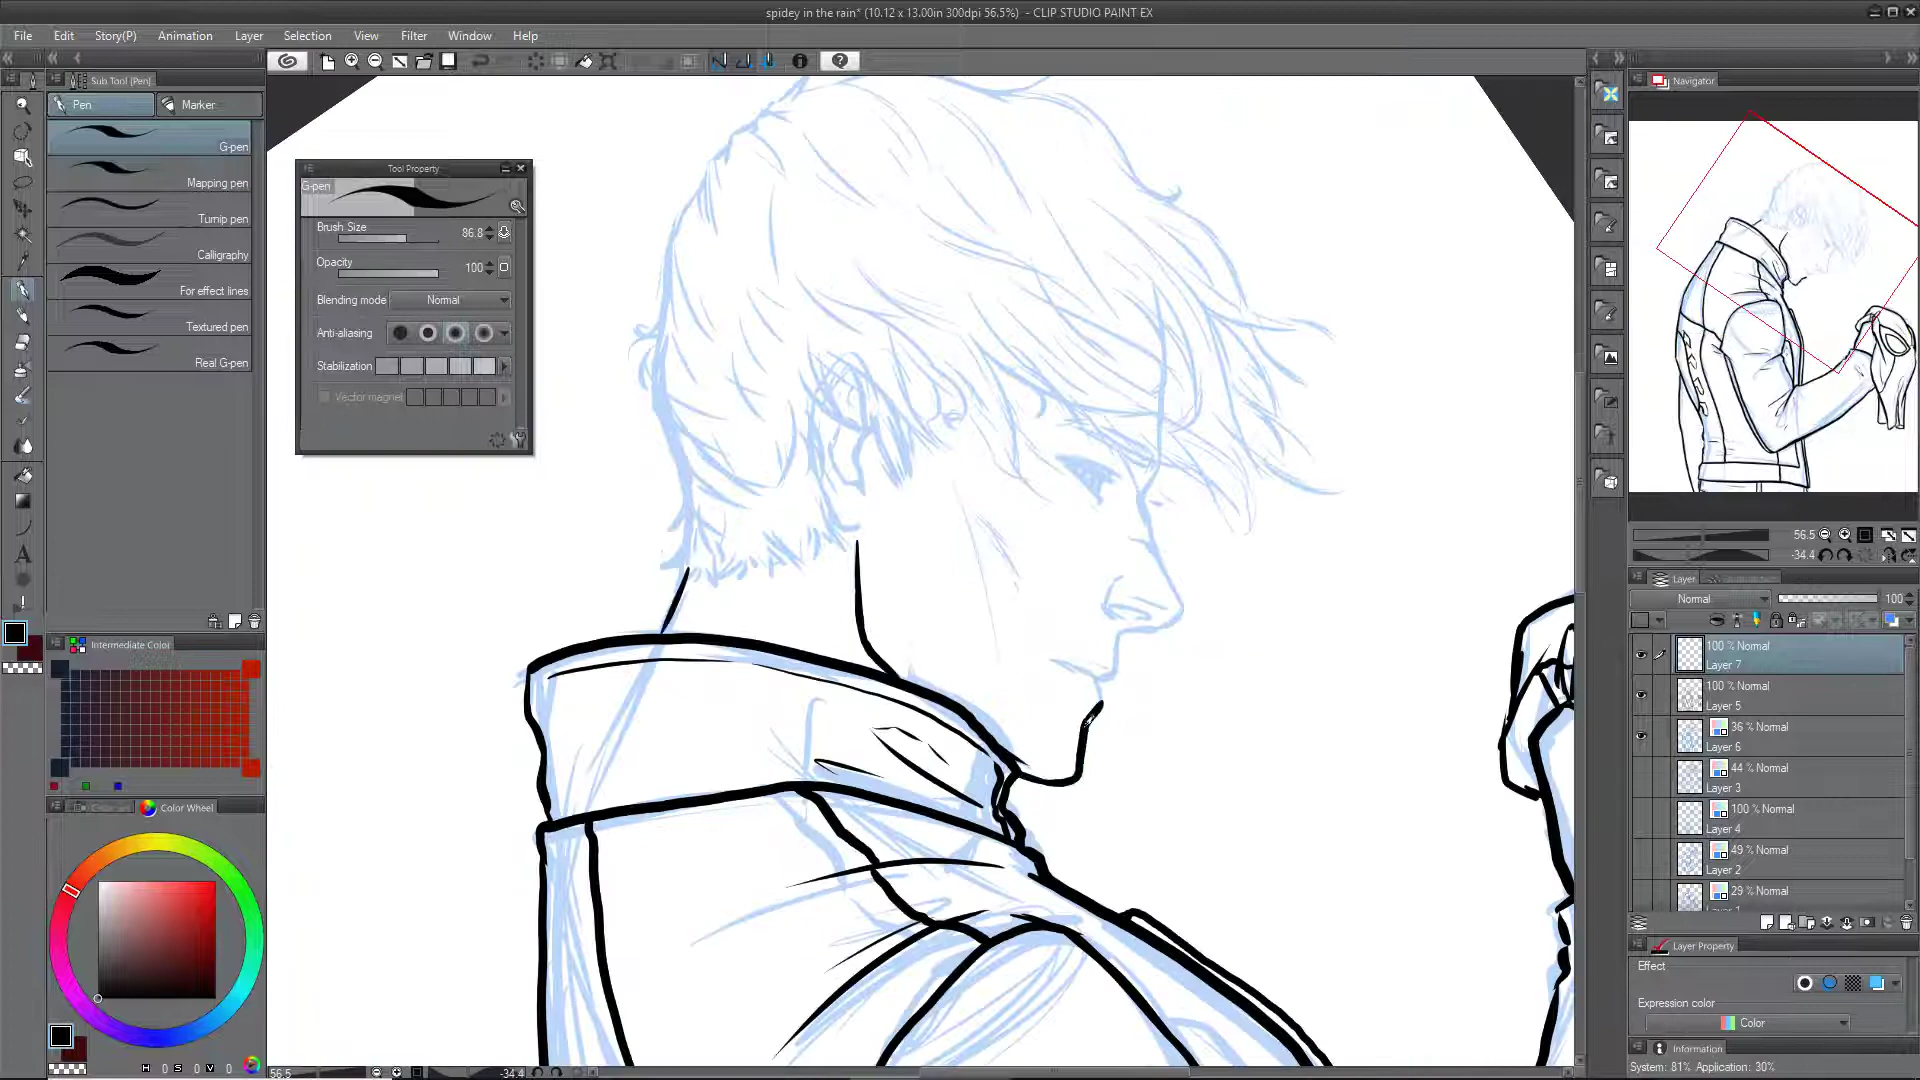 spidey in the rain* (10.12 x 13.00in 300dpi 56.5%) - CLIP STUDIO PAINT EX
File Edit Story(P) Animation Layer Selection View Filter Window Help
Sub Tool [Pen]
Pen Marker
G-pen
Mapping pen
Turnip pen
Calligraphy
For effect lines
Textured pen
Real G-pen
Tool Property
G-pen
Brush Size 86.8
Opacity 100
Blending mode Normal
Anti-aliasing
Stabilization
Vector magnet
Intermediate Color
Color Wheel
H 0 S 0 V 0
56.5 -34.4
Navigator
56.5
-34.4
Layer
Normal 100
100 % Normal
Layer 7
100 % Normal
Layer 5
36 % Normal
Layer 6
44 % Normal
Layer 3
100 % Normal
Layer 4
49 % Normal
Layer 2
29 % Normal
Layer Property
Effect
Expression color
Color
Information
System: 81% Application: 30%